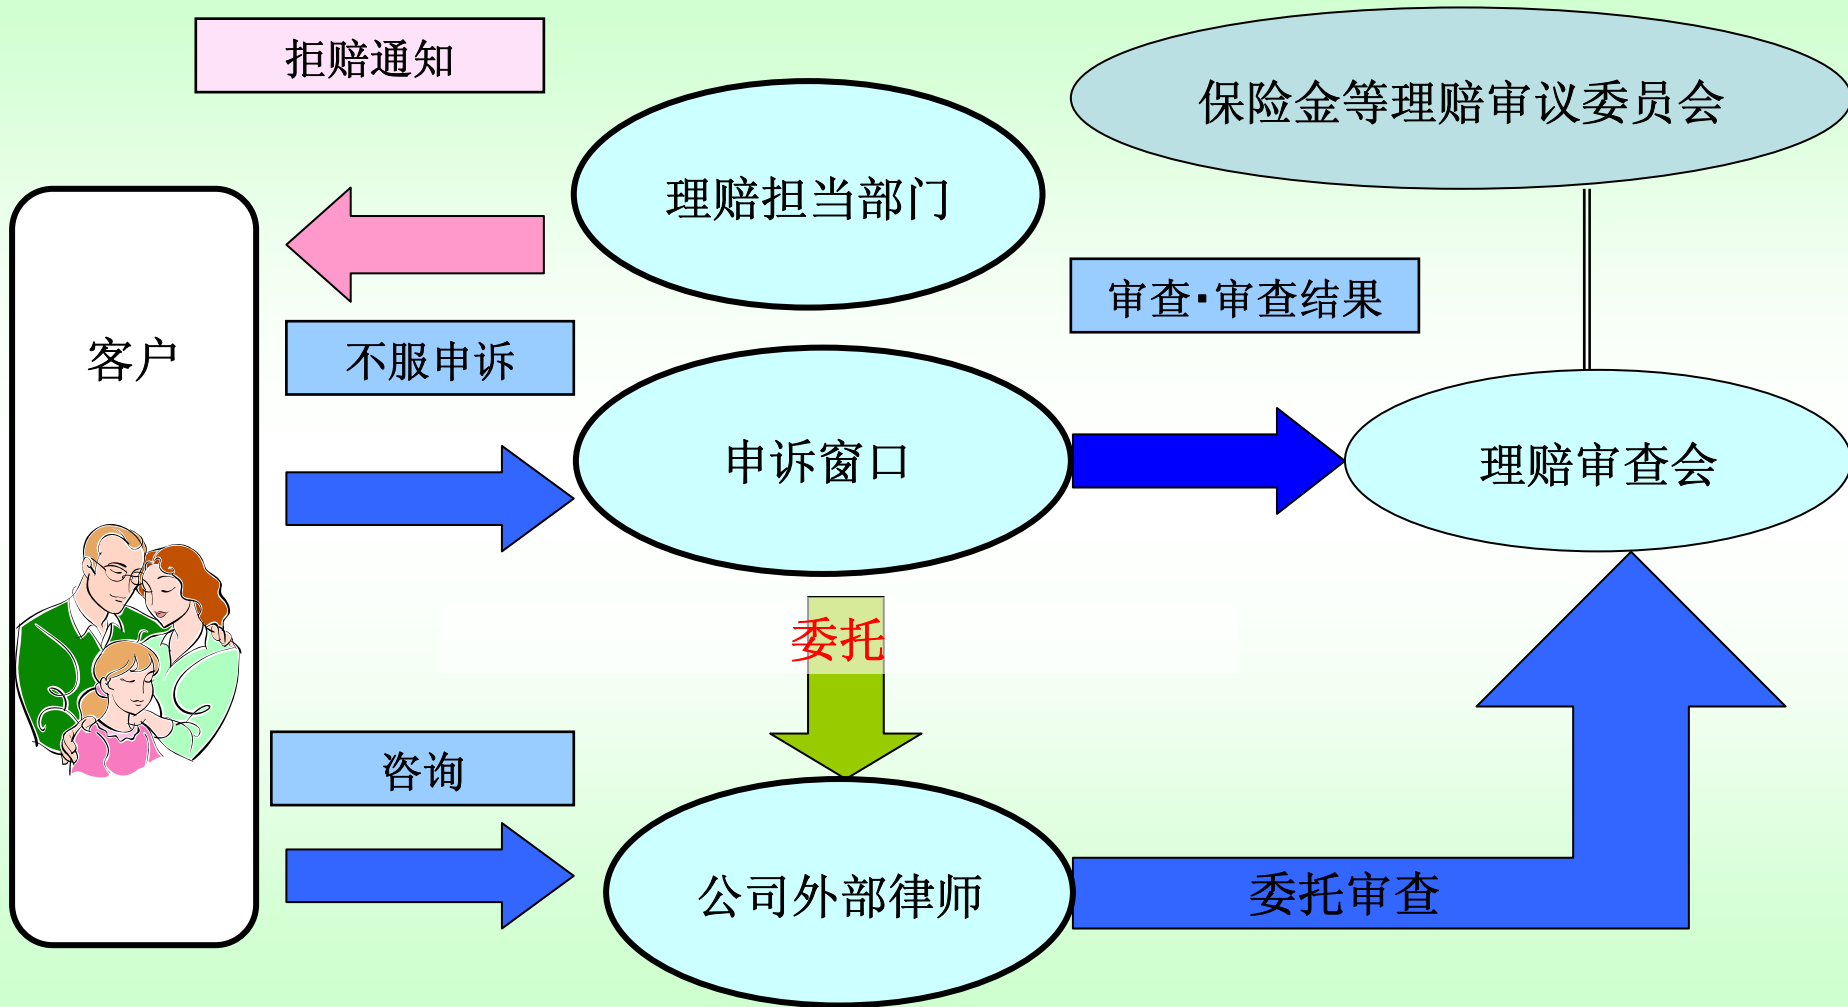 拒赔通知
保险金等理赔审议委员会
理赔担当部门
审查·审查结果
客户
不服申诉
申诉窗口
理赔审查会
委托
咨询
公司外部律师
委托审查